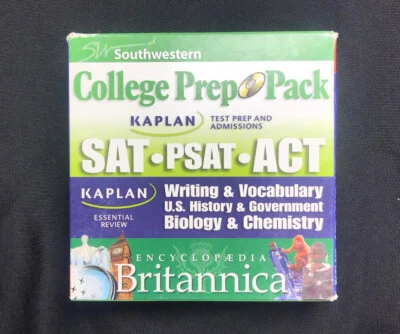 SW Southwestern
College Prep Pack
KAPLAN TEST PREP AND
ADMISSIONS
SAT • PSAT • ACT
KAPLAN
ESSENTIAL
REVIEW
Writing & Vocabulary
U.S. History & Government
Biology & Chemistry
ENCYCLOPÆDIA
Britannica